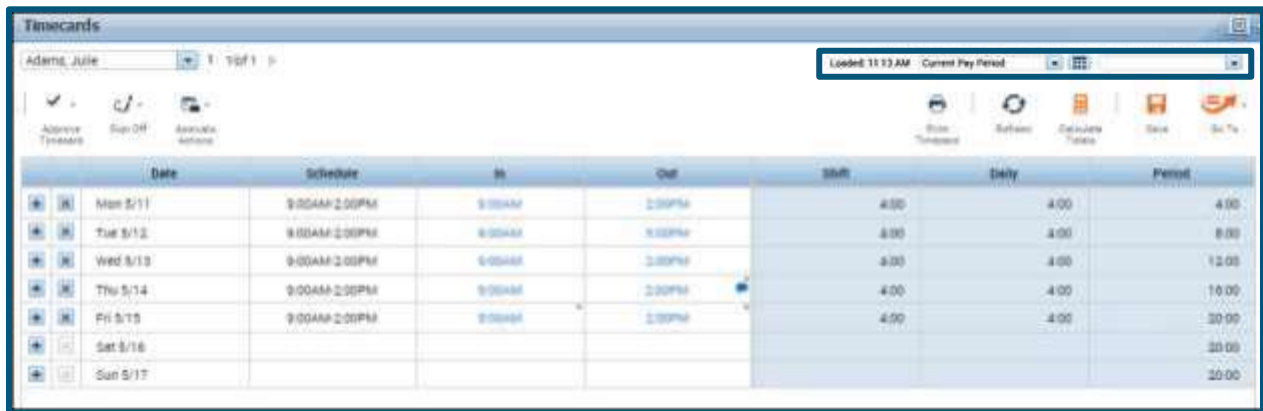 Timecards
Adams, Julie 1 1 of 1
Loaded: 11:13 AM Current Pay Period
Approve Timecard Sign Off Actions Print Timecard Refresh Calculate Totals Save Go To
Date Schedule In Out Shift Daily Period
Mon 5/11 9:00AM-2:00PM 9:00AM 2:00PM 4:00 4:00 4:00
Tue 5/12 9:00AM-2:00PM 9:00AM 4:00 4:00 8:00
Wed 5/13 9:00AM-2:00PM 9:00AM 2:00PM 4:00 4:00 12:00
Thu 5/14 9:00AM-2:00PM 9:00AM 2:00PM 4:00 4:00 16:00
Fri 5/15 9:00AM-2:00PM 9:00AM 2:00PM 4:00 4:00 20:00
Sat 5/16 20:00
Sun 5/17 20:00